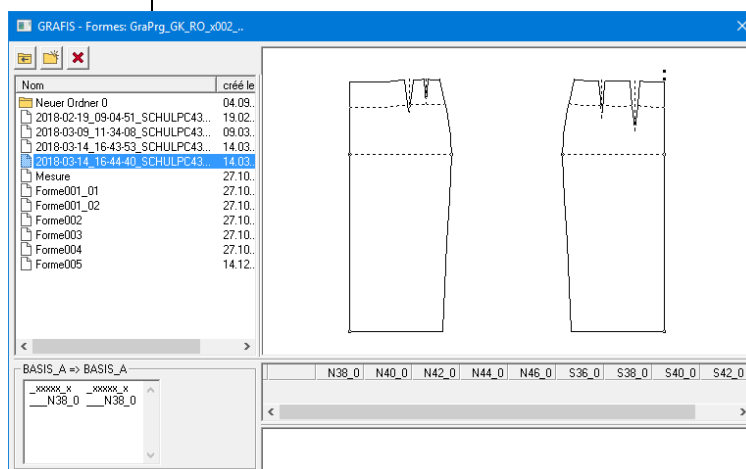 GRAFIS - Formes: GraPrg_GK_RO_x002_..
Nom créé le
Neuer Ordner 0 04.09..
2018-02-19_09-04-51_SCHULPC43... 19.02..
2018-03-09_11-34-08_SCHULPC43... 09.03..
2018-03-14_16-43-53_SCHULPC43... 14.03..
2018-03-14_16-44-40_SCHULPC43... 14.03..
Mesure 27.10..
Forme001_01 27.10..
Forme001_02 27.10..
Forme002 27.10..
Forme003 27.10..
Forme004 27.10..
Forme005 14.12..
BASIS_A => BASIS_A
_xxxxx_x _xxxxx_x
___N38_0 ___N38_0
N38_0 N40_0 N42_0 N44_0 N46_0 S36_0 S38_0 S40_0 S42_0